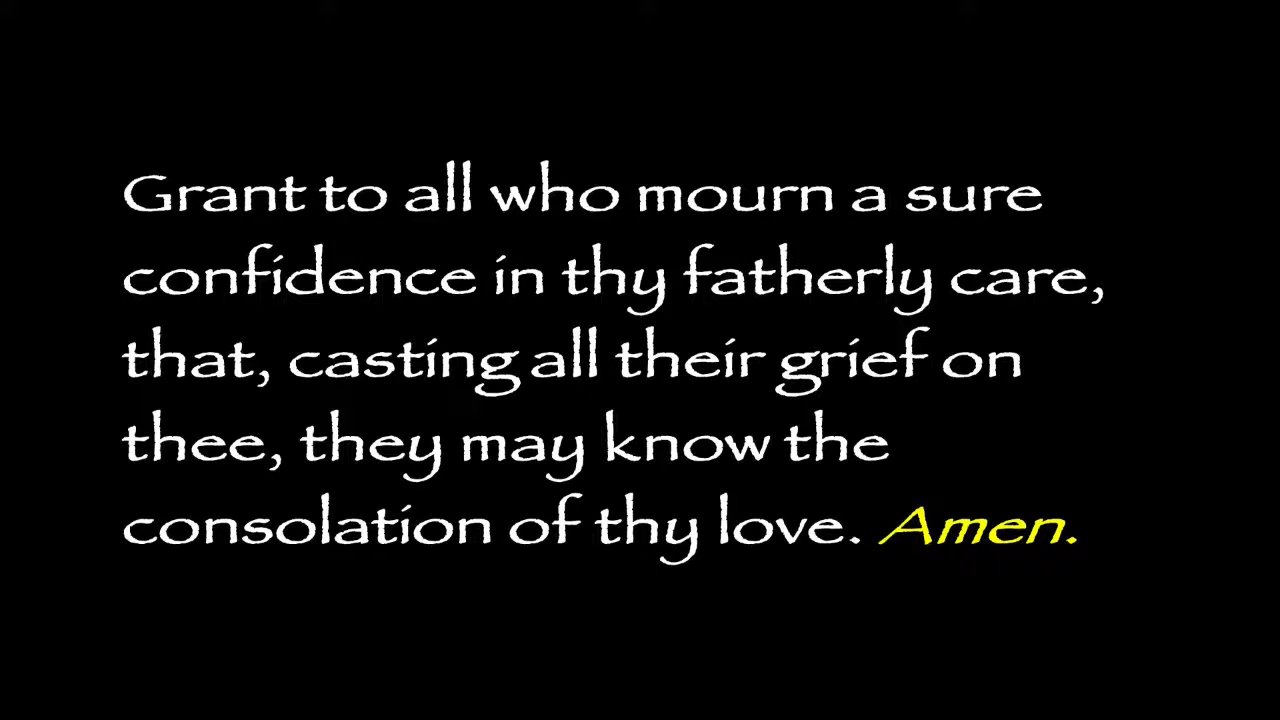 Grant to all who mourn a sure
confidence in thy fatherly care,
that, casting all their grief on
thee, they may know the
consolation of thy love. Amen.